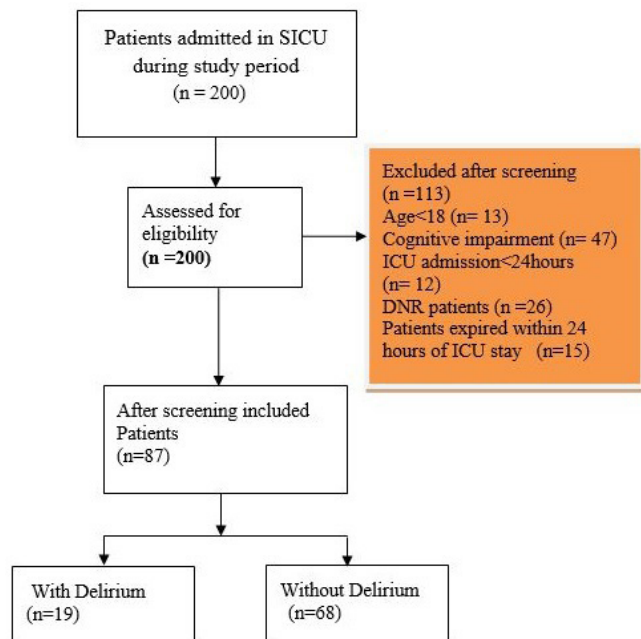 Patients admitted in SICU
during study period
(n = 200)
Assessed for
eligibility
(n =200)
Excluded after screening
(n =113)
Age<18 (n= 13)
Cognitive impairment (n= 47)
ICU admission<24hours
(n= 12)
DNR patients (n =26)
Patients expired within 24
hours of ICU stay (n=15)
After screening included
Patients
(n=87)
With Delirium
(n=19)
Without Delirium
(n=68)